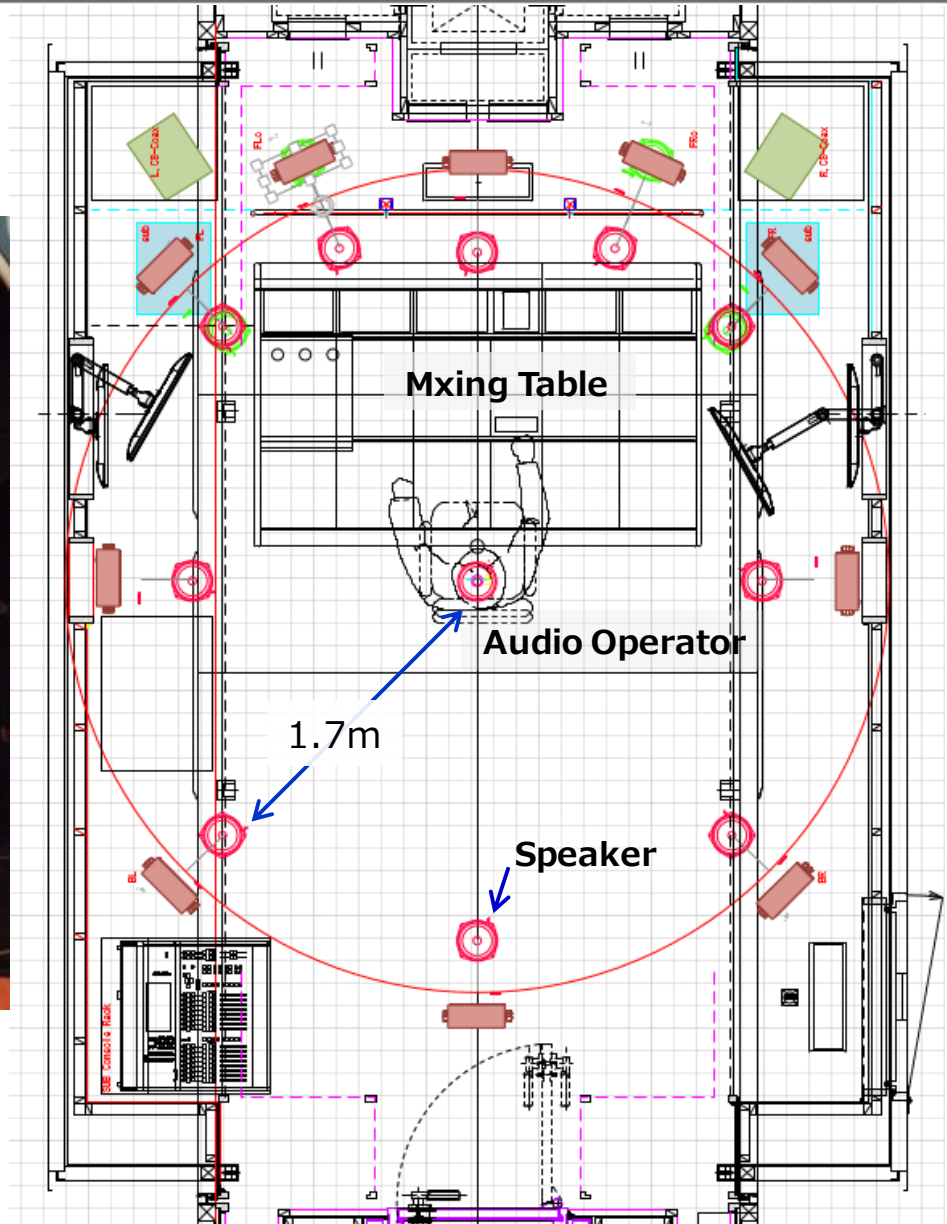 FLo
FRo
L, CB-Coax
R, CB-Coax
sub
FL
FR
sub
Mxing Table
Audio Operator
1.7m
Speaker
BL
BR
SUB Console Rack